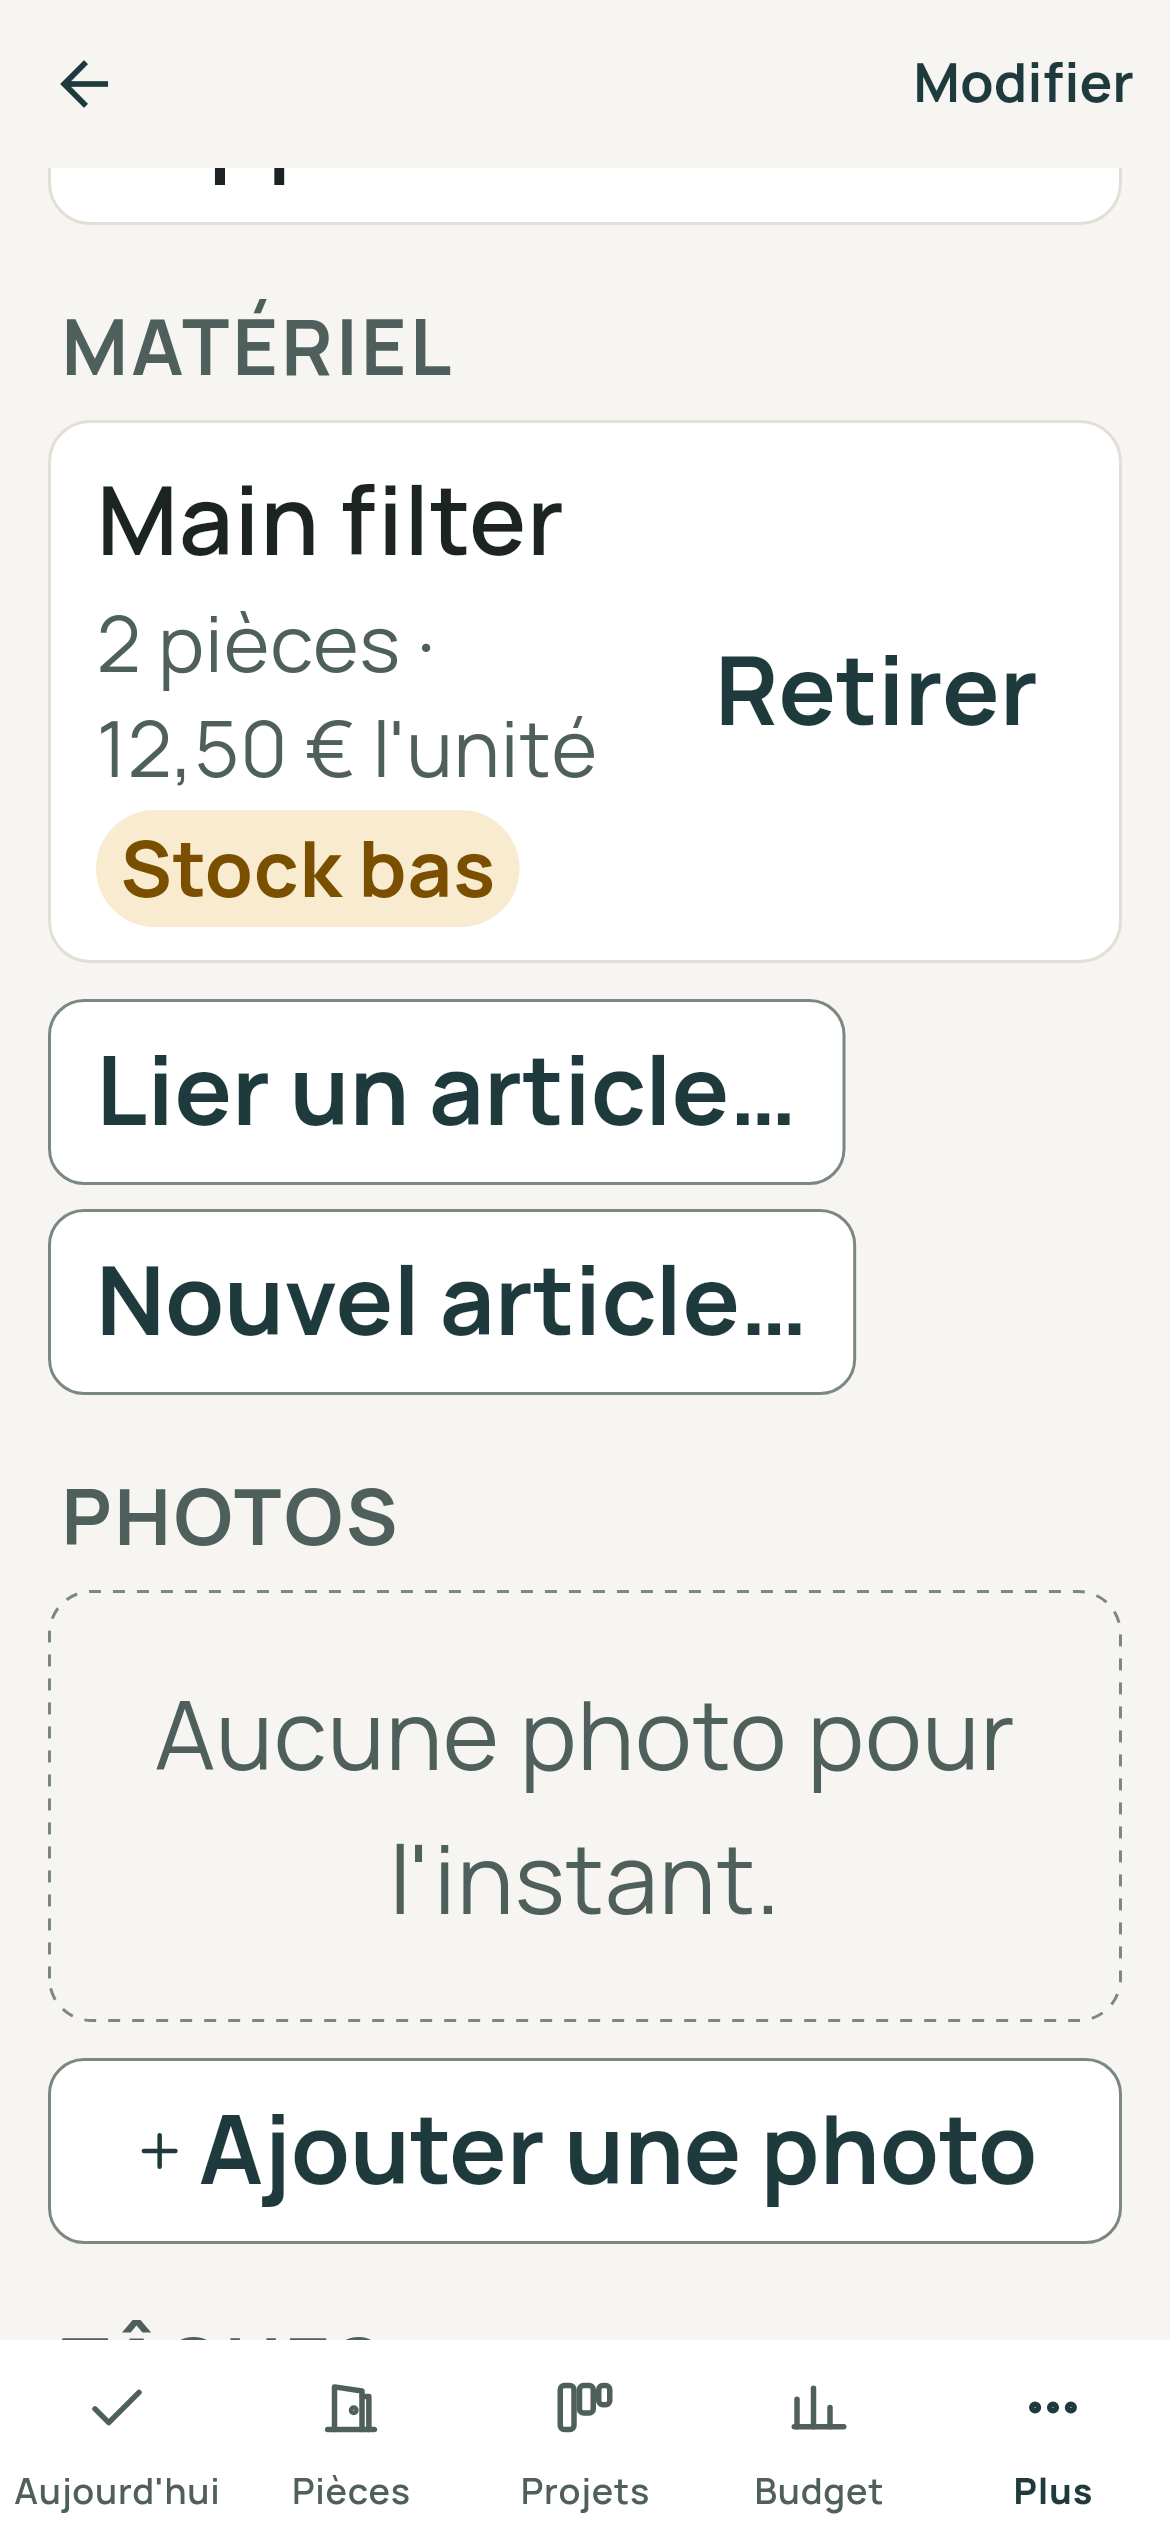 Modifier
MATÉRIEL
Main filter
2 pièces ·
12,50 € l'unité
Retirer
Stock bas
Lier un article...
Nouvel article...
PHOTOS
Aucune photo pour
l'instant.
+ Ajouter une photo
Aujourd'hui
Pièces
Projets
Budget
Plus